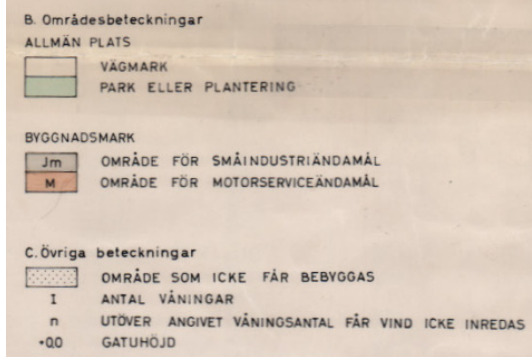 B. Områdesbeteckningar
ALLMÄN PLATS
VÄGMARK
PARK ELLER PLANTERING
BYGGNADSMARK
Jm OMRÅDE FÖR SMÅINDUSTRIÄNDAMÅL
M OMRÅDE FÖR MOTORSERVICEÄNDAMÅL
C. Övriga beteckningar
OMRÅDE SOM ICKE FÅR BEBYGGAS
I ANTAL VÅNINGAR
n UTÖVER ANGIVET VÅNINGSANTAL FÅR VIND ICKE INREDAS
+0.0 GATUHÖJD